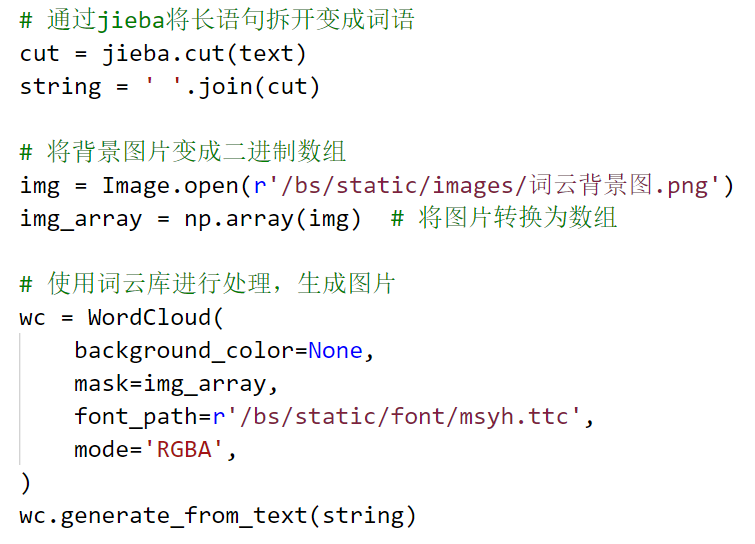 # 通过jieba将长语句拆开变成词语
cut = jieba.cut(text)
string = ' '.join(cut)
# 将背景图片变成二进制数组
img = Image.open(r'/bs/static/images/词云背景图.png')
img_array = np.array(img)  # 将图片转换为数组
# 使用词云库进行处理，生成图片
wc = WordCloud(
    background_color=None,
    mask=img_array,
    font_path=r'/bs/static/font/msyh.ttc',
    mode='RGBA',
)
wc.generate_from_text(string)